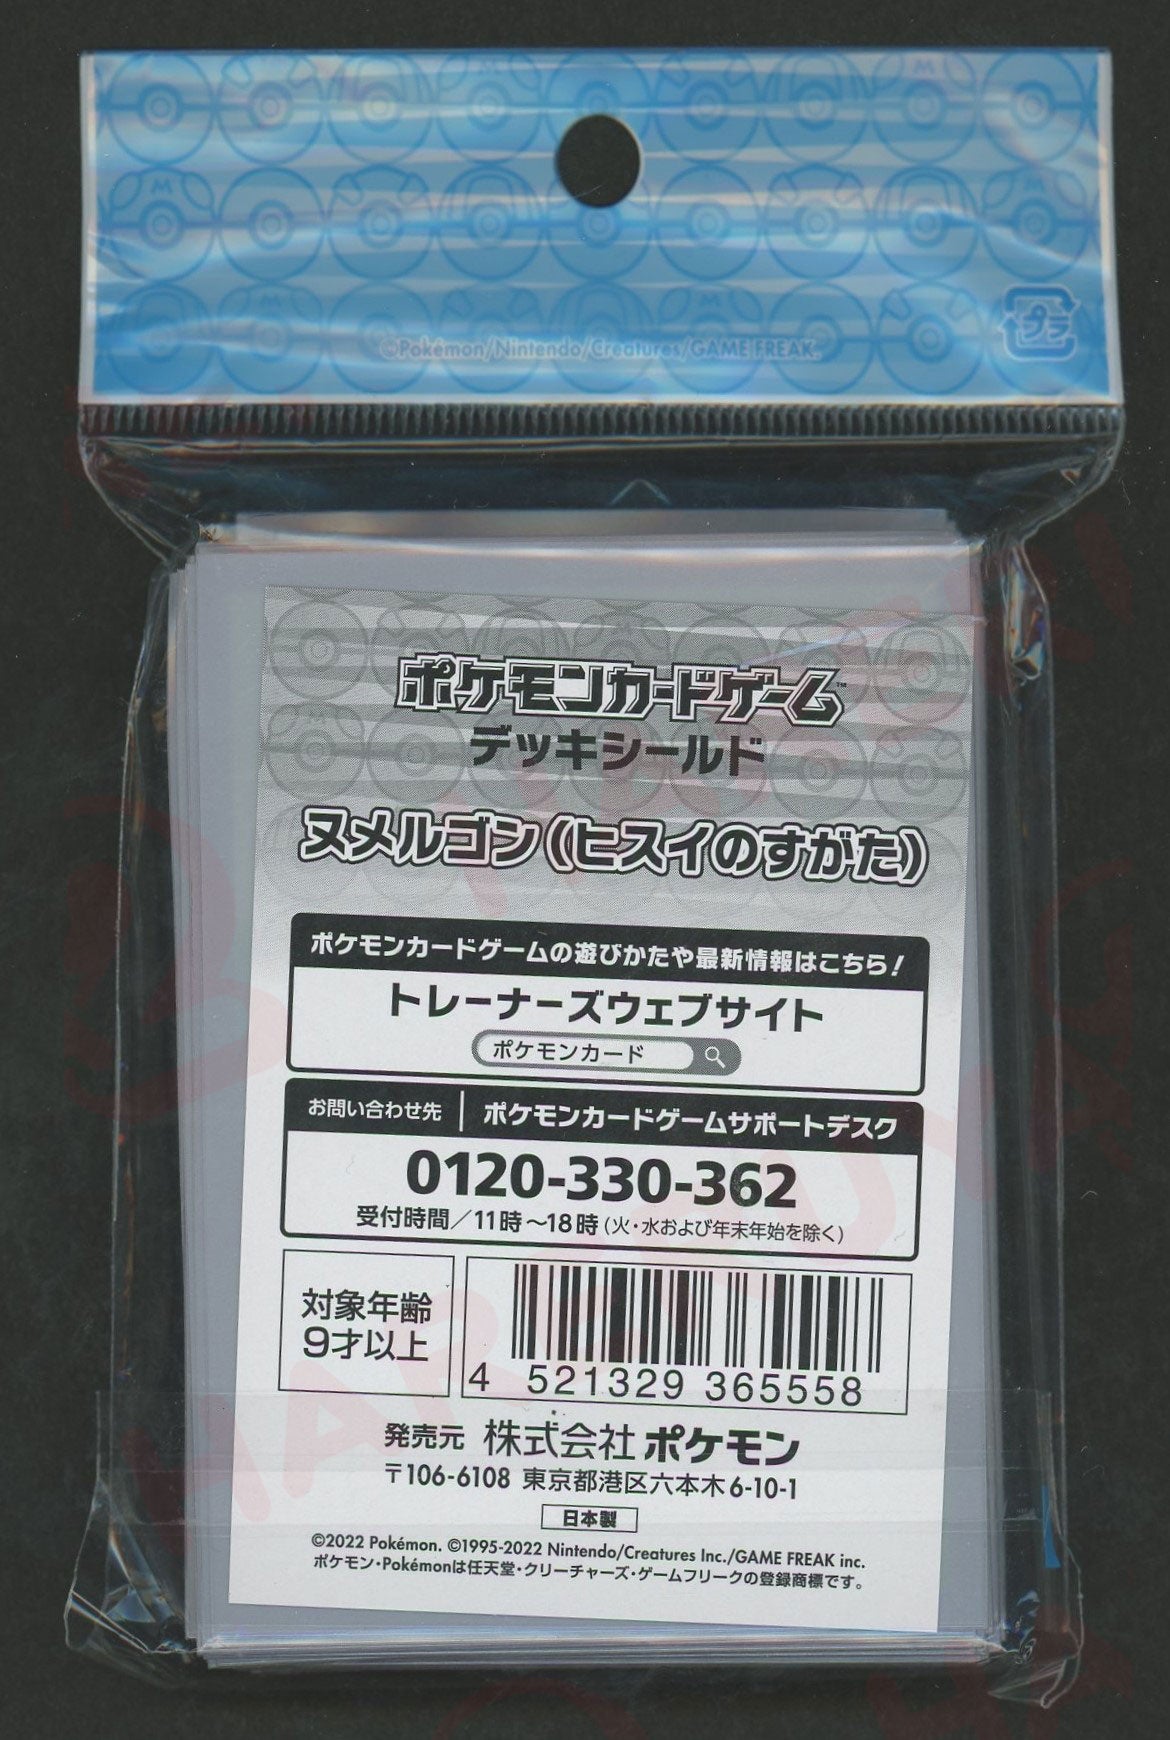 ©Pokémon/Nintendo/Creatures/GAME FREAK.
プラ
ポケモンカードゲーム™
デッキシールド
ヌメルゴン(ヒスイのすがた)
ポケモンカードゲームの遊びかたや最新情報はこちら!
トレーナーズウェブサイト
ポケモンカード
お問い合わせ先 ポケモンカードゲームサポートデスク
0120-330-362
受付時間/11時~18時(火・水および年末年始を除く)
対象年齢
9才以上
4 521329 365558
発売元 株式会社ポケモン
〒106-6108 東京都港区六本木6-10-1
日本製
©2022 Pokémon. ©1995-2022 Nintendo/Creatures Inc./GAME FREAK inc.
ポケモン・Pokémonは任天堂・クリーチャーズ・ゲームフリークの登録商標です。